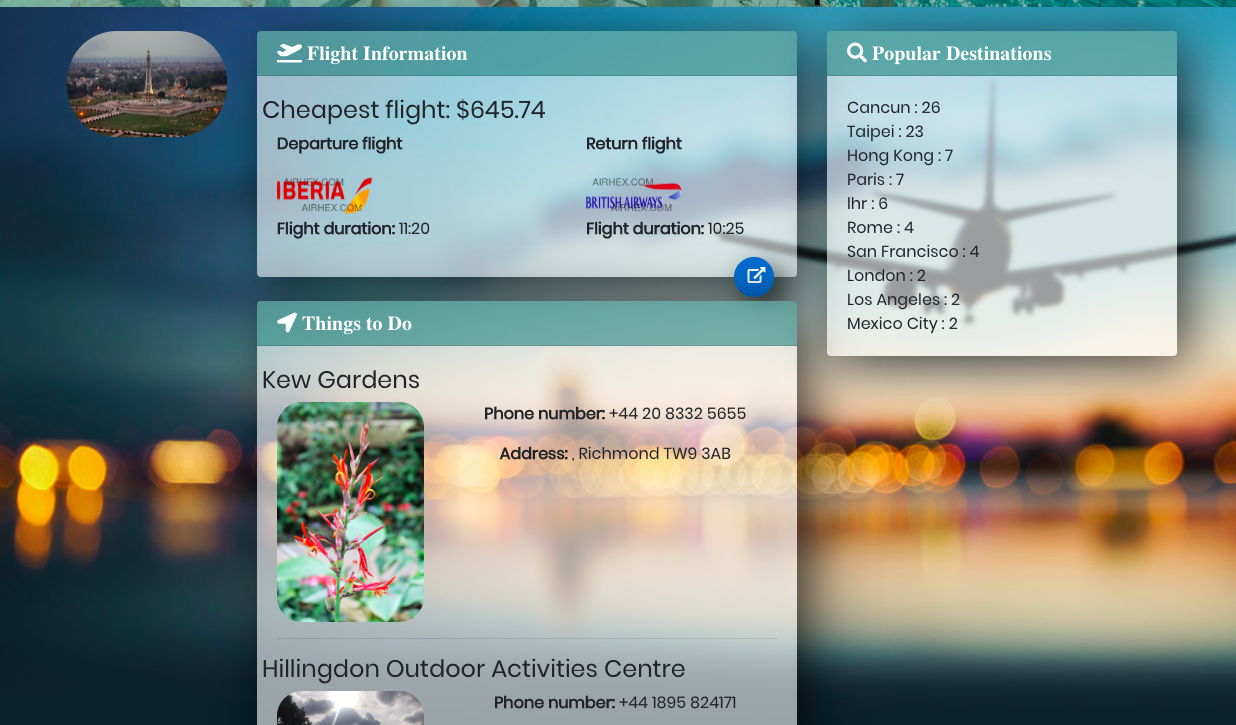 Flight Information
Cheapest flight: $645.74
Departure flight
Return flight
AIRHEX.COM
IBERIA
AIRHEX.COM
AIRHEX.COM
BRITISH AIRWAYS
AIRHEX.COM
Flight duration: 11:20
Flight duration: 10:25
Things to Do
Kew Gardens
Phone number: +44 20 8332 5655
Address: , Richmond TW9 3AB
Hillingdon Outdoor Activities Centre
Phone number: +44 1895 824171
Popular Destinations
Cancun : 26
Taipei : 23
Hong Kong : 7
Paris : 7
lhr : 6
Rome : 4
San Francisco : 4
London : 2
Los Angeles : 2
Mexico City : 2